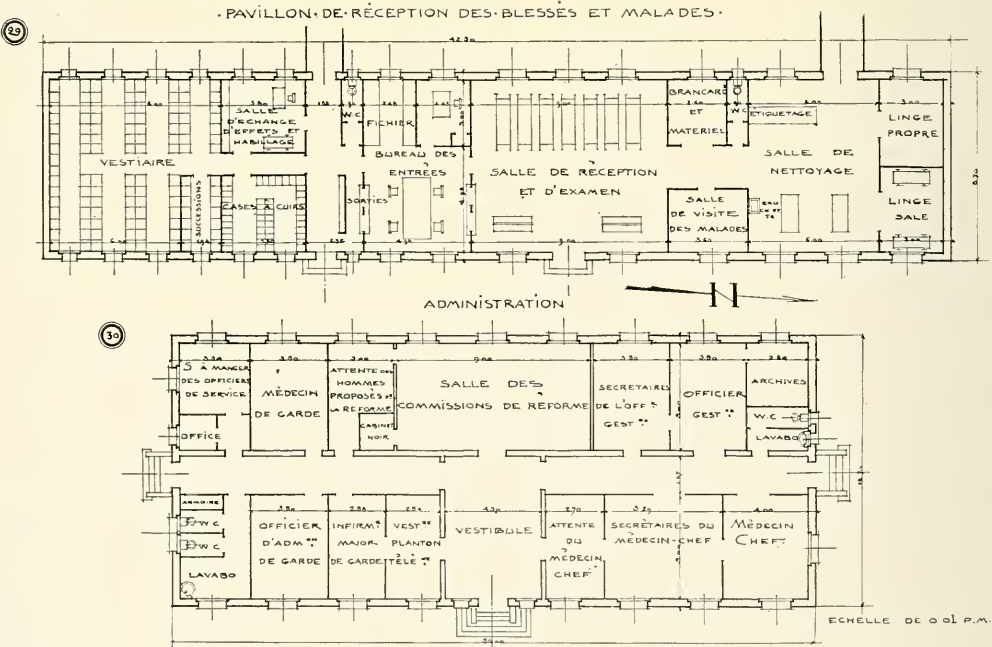 29
· PAVILLON · DE · RÉCEPTION DES · BLESSÉS ET MALADES ·
VESTIAIRE
SUCCESSIONS
SALLE
D'ÉCHANGE
D'EFFETS ET
HABILLAGE
CASES À CUIRS
W.C
FICHIER
BUREAU DES
ENTRÉES
SORTIES
SALLE DE RÉCEPTION
ET D'EXAMEN
BRANCARDS
ET
MATERIEL
W.C
SALLE
DE VISITE
DES MALADES
EAU
ÉTIQUETAGE
SALLE DE
NETTOYAGE
LINGE
PROPRE
LINGE
SALE
N
ADMINISTRATION
30
S À MANGER
DES OFFICIERS
DE SERVICE
OFFICE
MÉDECIN
DE GARDE
ATTENTE DES
HOMMES
PROPOSÉS P.
LA RÉFORME
CABINET
NOIR
SALLE DES
COMMISSIONS DE RÉFORME
SECRÉTAIRES
DE L'OFF.
GEST.
OFFICIER
GEST.
ARCHIVES
W.C
LAVABO
ARMOIRE
W.C
W.C
LAVABO
OFFICIER
D'ADM.
DE GARDE
INFIRM.
MAJOR
DE GARDE
VEST.
PLANTON
TÉLÉ.
VESTIBULE
ATTENTE
DU
MÉDECIN
CHEF
SECRÉTAIRES DU
MÉDECIN-CHEF
MÉDECIN
CHEF
ECHELLE DE 0.01 P.M.